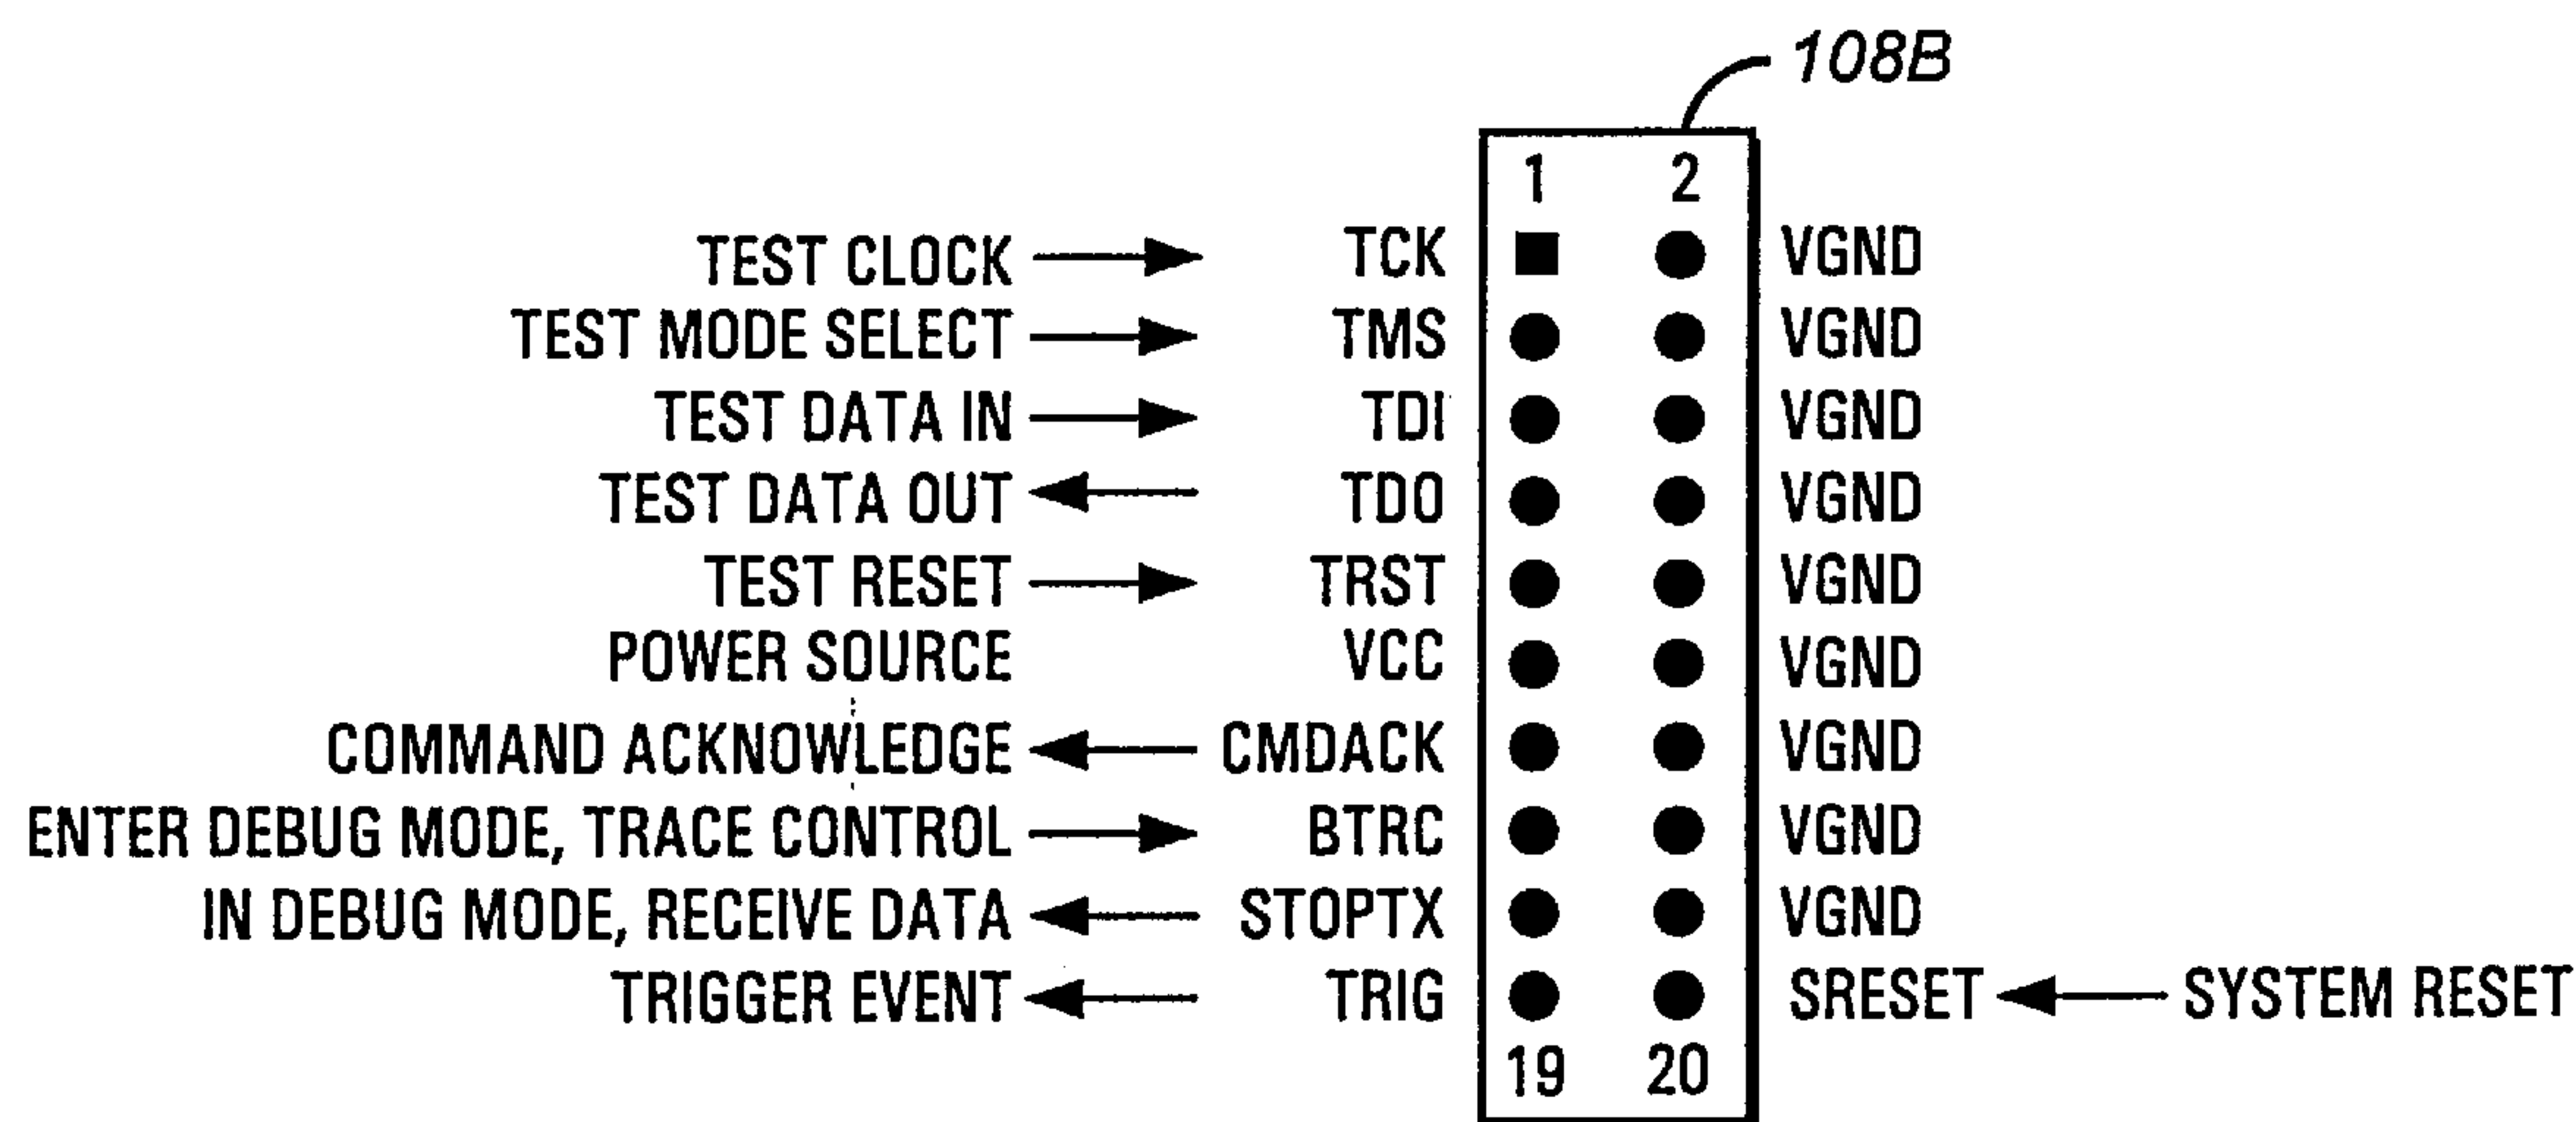 108B
1 2
TEST CLOCK TCK VGND
TEST MODE SELECT TMS VGND
TEST DATA IN TDI VGND
TEST DATA OUT TDO VGND
TEST RESET TRST VGND
POWER SOURCE VCC VGND
COMMAND ACKNOWLEDGE CMDACK VGND
ENTER DEBUG MODE, TRACE CONTROL BTRC VGND
IN DEBUG MODE, RECEIVE DATA STOPTX VGND
TRIGGER EVENT TRIG SRESET SYSTEM RESET
19 20